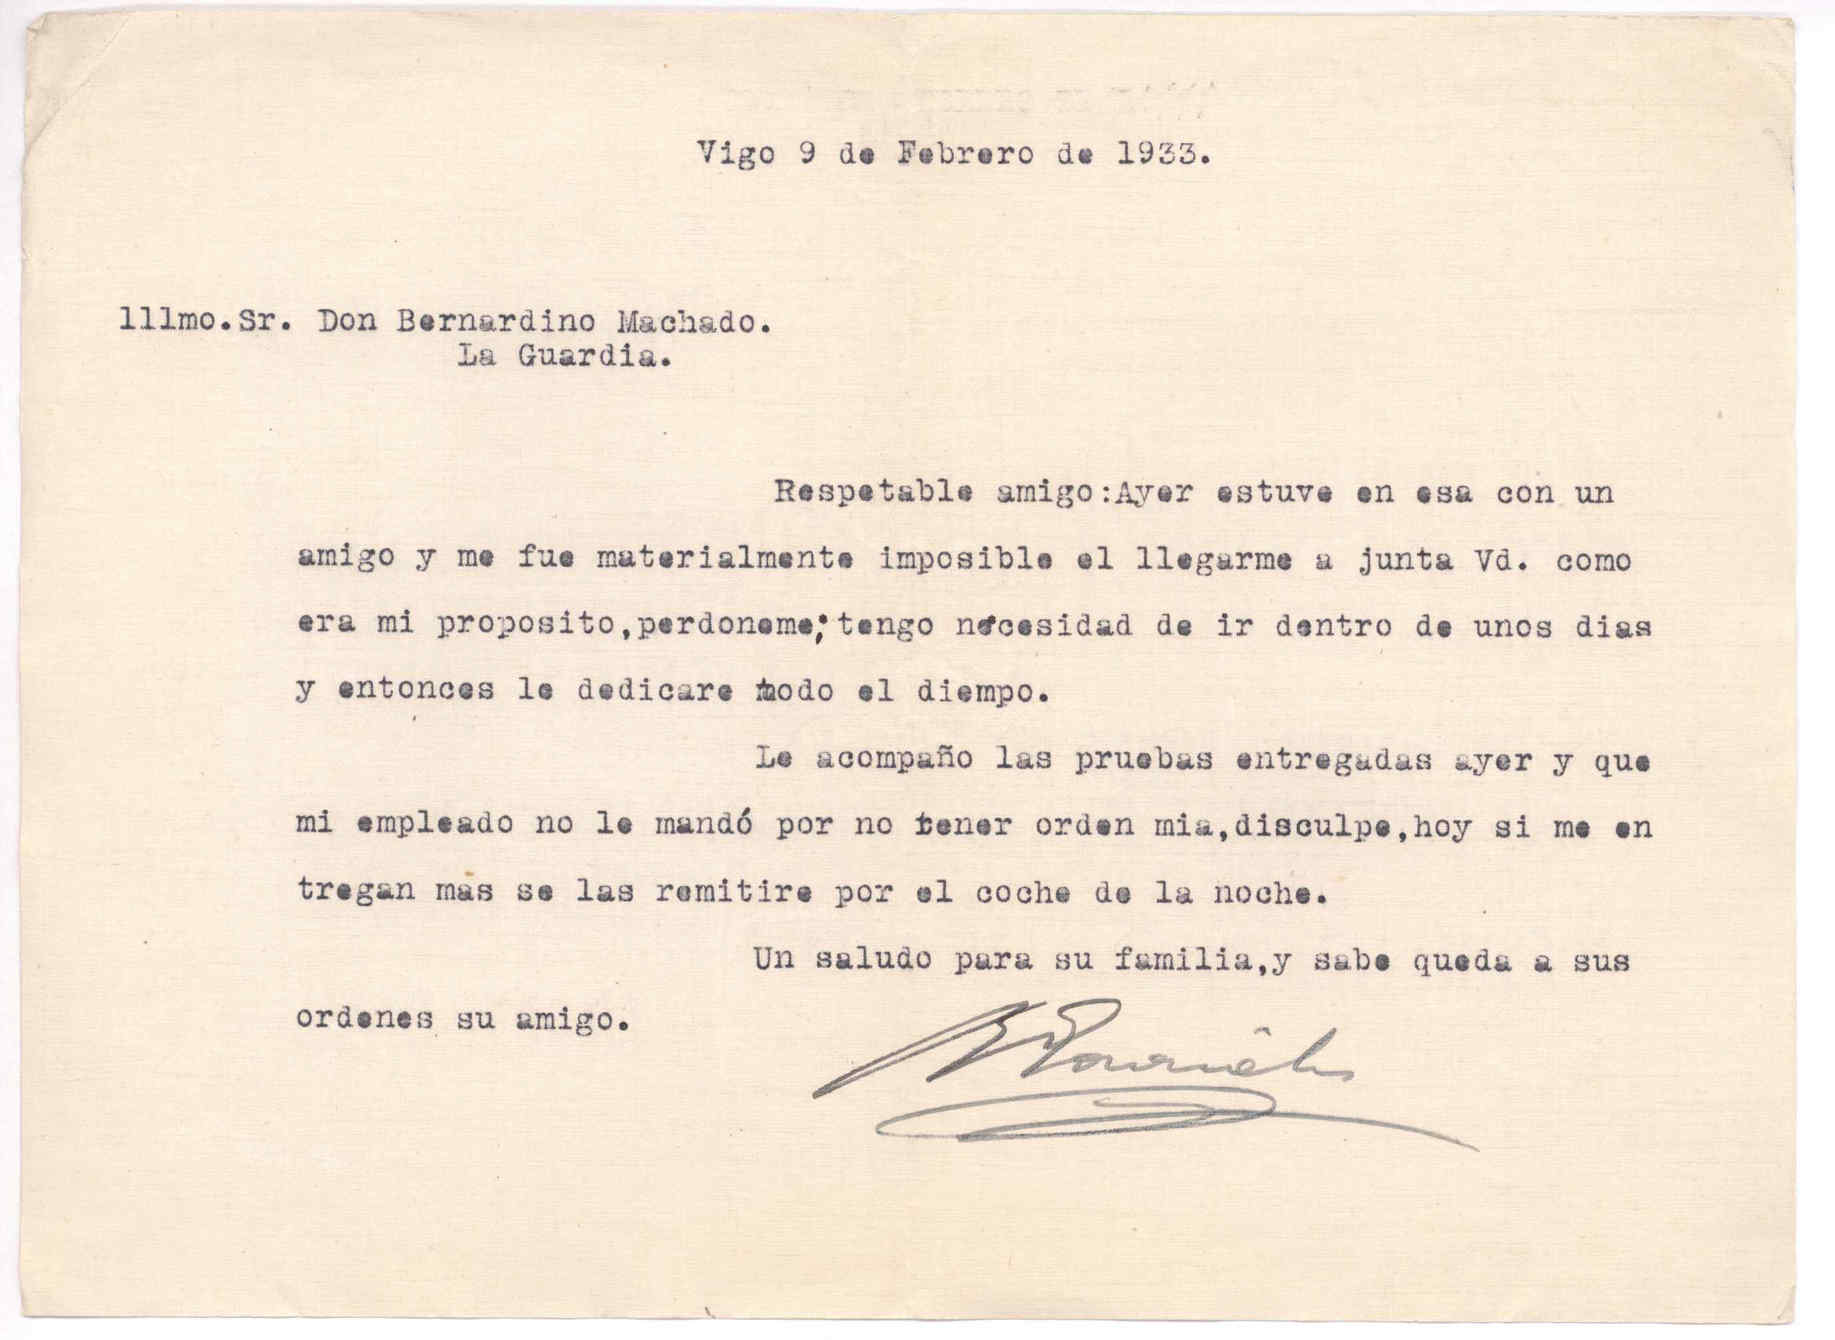 Vigo 9 de Febrero de 1933.
lllmo.Sr. Don Bernardino Machado.
La Guardia.
Respetable amigo:Ayer estuve en esa con un
amigo y me fue materialmente imposible el llegarme a junta Vd. como
era mi proposito,perdoneme;tengo necesidad de ir dentro de unos dias
y entonces le dedicare todo el diempo.
Le acompaño las pruebas entregadas ayer y que
mi empleado no le mandó por no tener orden mia,disculpe,hoy si me en
tregan mas se las remitire por el coche de la noche.
Un saludo para su familia,y sabe queda a sus
ordenes su amigo.